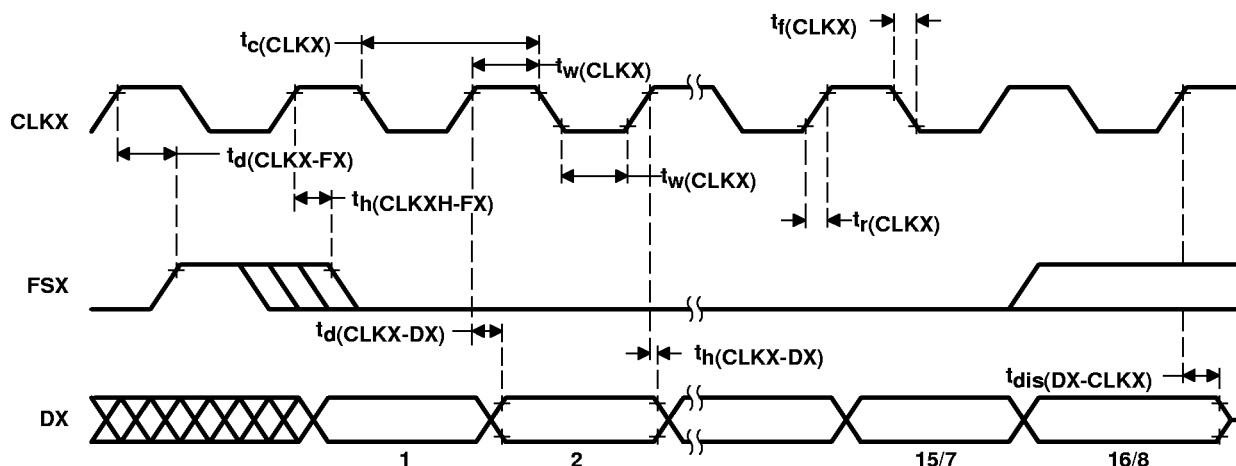 tc(CLKX)
tf(CLKX)
tw(CLKX)
CLKX
td(CLKX-FX)
tw(CLKX)
th(CLKXH-FX)
tr(CLKX)
FSX
td(CLKX-DX)
th(CLKX-DX)
tdis(DX-CLKX)
DX
1 2 15/7 16/8